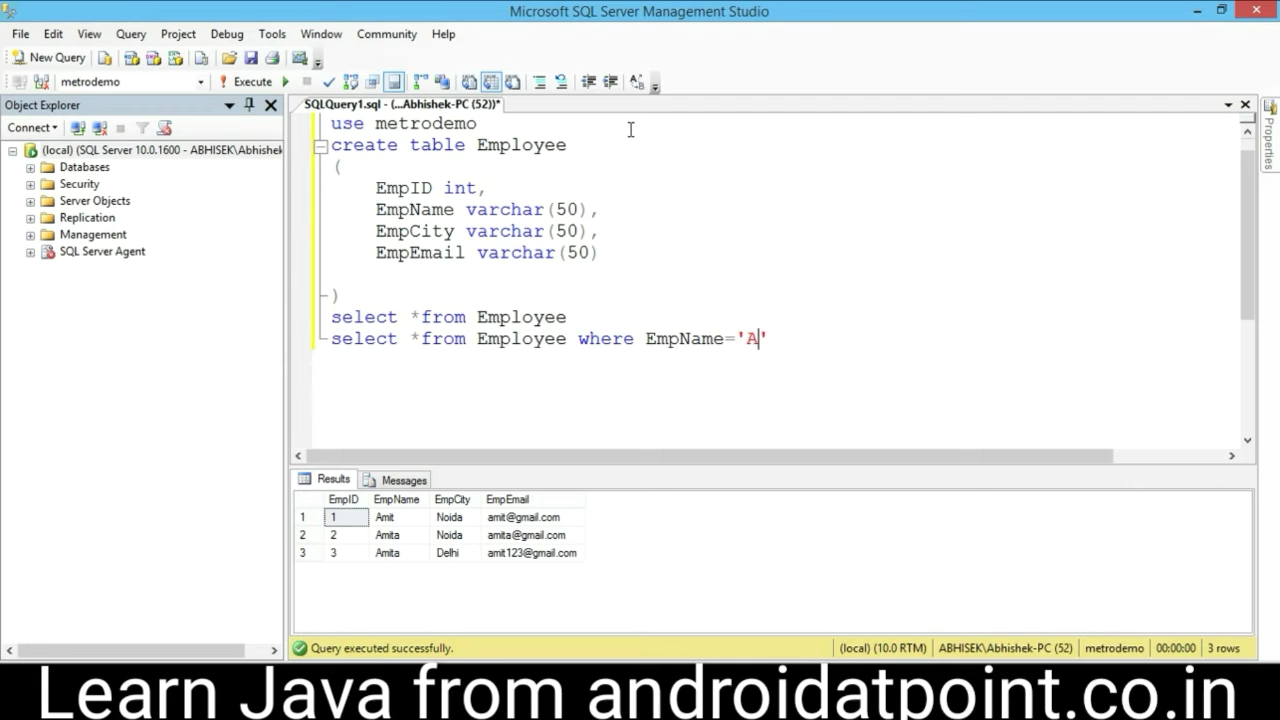 Microsoft SQL Server Management Studio
File Edit View Query Project Debug Tools Window Community Help
New Query
metrodemo Execute
Object Explorer
SQLQuery1.sql - (...Abhishek-PC (52))*
Connect
(local) (SQL Server 10.0.1600 - ABHISEK\Abhishek
Databases
Security
Server Objects
Replication
Management
SQL Server Agent
use metrodemo
create table Employee
(
EmpID int,
EmpName varchar(50),
EmpCity varchar(50),
EmpEmail varchar(50)
)
select *from Employee
select *from Employee where EmpName='A'
Properties
Results Messages
EmpID EmpName EmpCity EmpEmail
1 1 Amit Noida amit@gmail.com
2 2 Amita Noida amita@gmail.com
3 3 Amita Delhi amit123@gmail.com
Query executed successfully. (local) (10.0 RTM) ABHISEK\Abhishek-PC (52) metrodemo 00:00:00 3 rows
Learn Java from androidatpoint.co.in